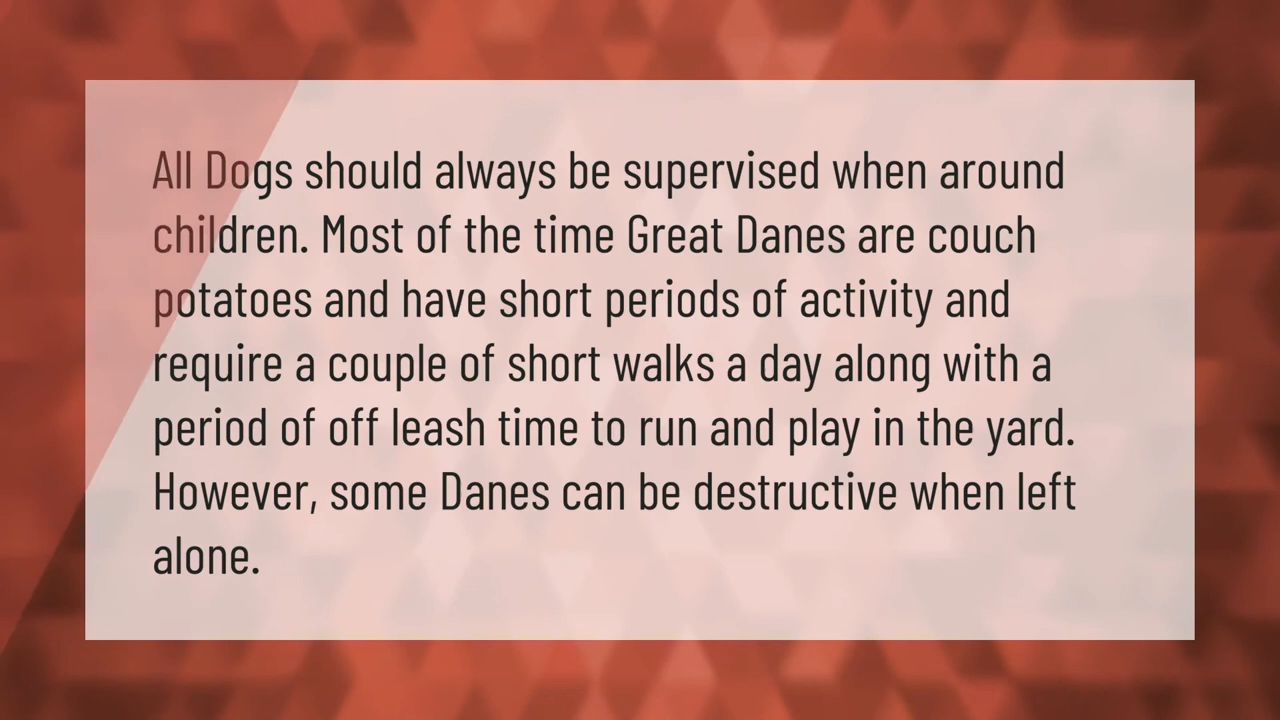 All Dogs should always be supervised when around
children. Most of the time Great Danes are couch
potatoes and have short periods of activity and
require a couple of short walks a day along with a
period of off leash time to run and play in the yard.
However, some Danes can be destructive when left
alone.